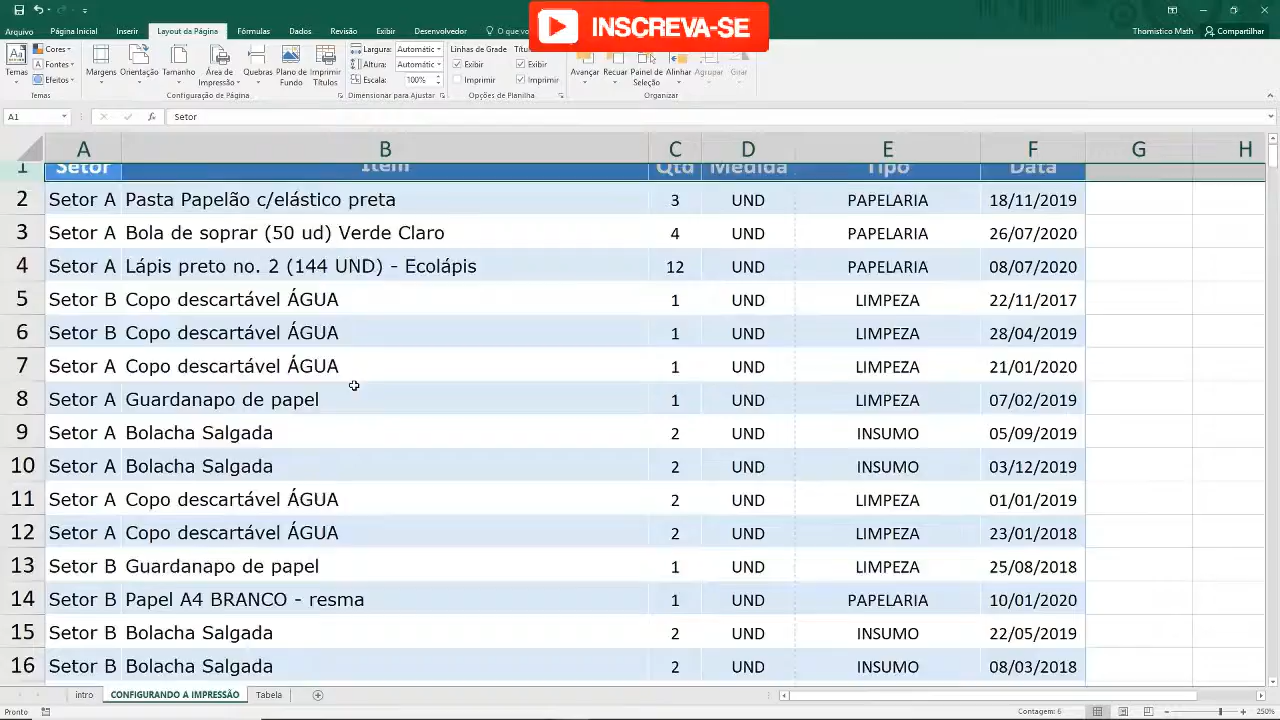 INSCREVA-SE
Arquivo Página Inicial Inserir Layout da Página Fórmulas Dados Revisão Exibir Desenvolvedor O que vo Thomistico Math Compartilhar
Cores Largura: Automático Linhas de Grade Títu
Fontes Altura: Automático Exibir Exibir
Efeitos Escala: 100% Imprimir Imprimir
Temas Margens Orientação Tamanho Área de Impressão Quebras Plano de Fundo Imprimir Títulos Avançar Recuar Painel de Seleção Alinhar Agrupar Girar
Temas Configuração de Página Dimensionar para Ajustar Opções de Planilha Organizar
A1 fx Setor
A B C D E F G H
1 Setor Item Qtd Medida Tipo Data
2 Setor A Pasta Papelão c/elástico preta 3 UND PAPELARIA 18/11/2019
3 Setor A Bola de soprar (50 ud) Verde Claro 4 UND PAPELARIA 26/07/2020
4 Setor A Lápis preto no. 2 (144 UND) - Ecolápis 12 UND PAPELARIA 08/07/2020
5 Setor B Copo descartável ÁGUA 1 UND LIMPEZA 22/11/2017
6 Setor B Copo descartável ÁGUA 1 UND LIMPEZA 28/04/2019
7 Setor A Copo descartável ÁGUA 1 UND LIMPEZA 21/01/2020
8 Setor A Guardanapo de papel 1 UND LIMPEZA 07/02/2019
9 Setor A Bolacha Salgada 2 UND INSUMO 05/09/2019
10 Setor A Bolacha Salgada 2 UND INSUMO 03/12/2019
11 Setor A Copo descartável ÁGUA 2 UND LIMPEZA 01/01/2019
12 Setor A Copo descartável ÁGUA 2 UND LIMPEZA 23/01/2018
13 Setor B Guardanapo de papel 1 UND LIMPEZA 25/08/2018
14 Setor B Papel A4 BRANCO - resma 1 UND PAPELARIA 10/01/2020
15 Setor B Bolacha Salgada 2 UND INSUMO 22/05/2019
16 Setor B Bolacha Salgada 2 UND INSUMO 08/03/2018
intro CONFIGURANDO A IMPRESSÃO Tabela
Pronto Contagem: 6 250%